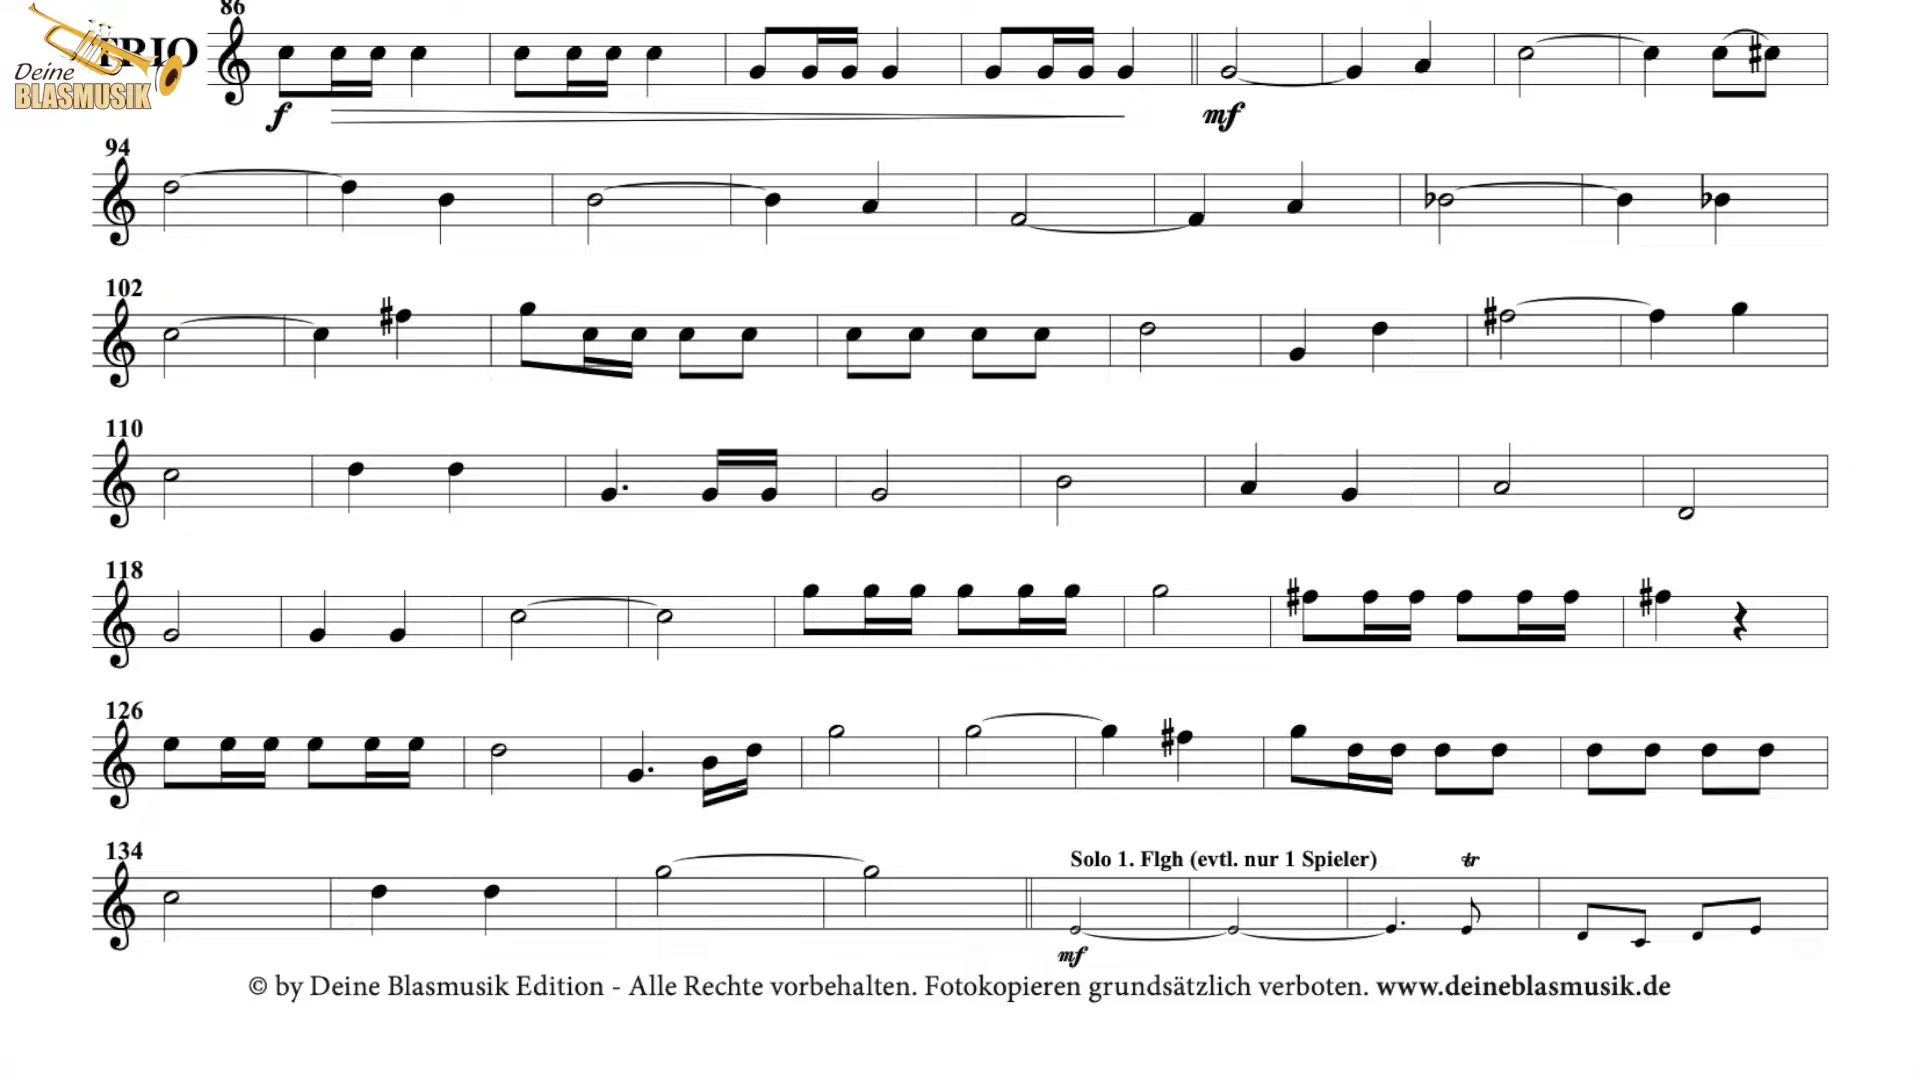 86
TRIO
Deine
BLASMUSIK
f
mf
94
102
110
118
126
134
Solo 1. Flgh (evtl. nur 1 Spieler)
tr
mf
© by Deine Blasmusik Edition - Alle Rechte vorbehalten. Fotokopieren grundsätzlich verboten. www.deineblasmusik.de